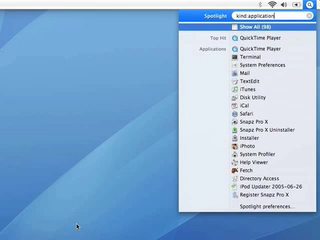 Spotlight kind:application
Show All (98)
Top Hit QuickTime Player
Applications QuickTime Player
Terminal
System Preferences
Mail
TextEdit
iTunes
Disk Utility
iCal
Safari
Snapz Pro X
Snapz Pro X Uninstaller
Installer
iPhoto
System Profiler
Help Viewer
Fetch
Directory Access
iPod Updater 2005-06-26
Register Snapz Pro X
Spotlight preferences...